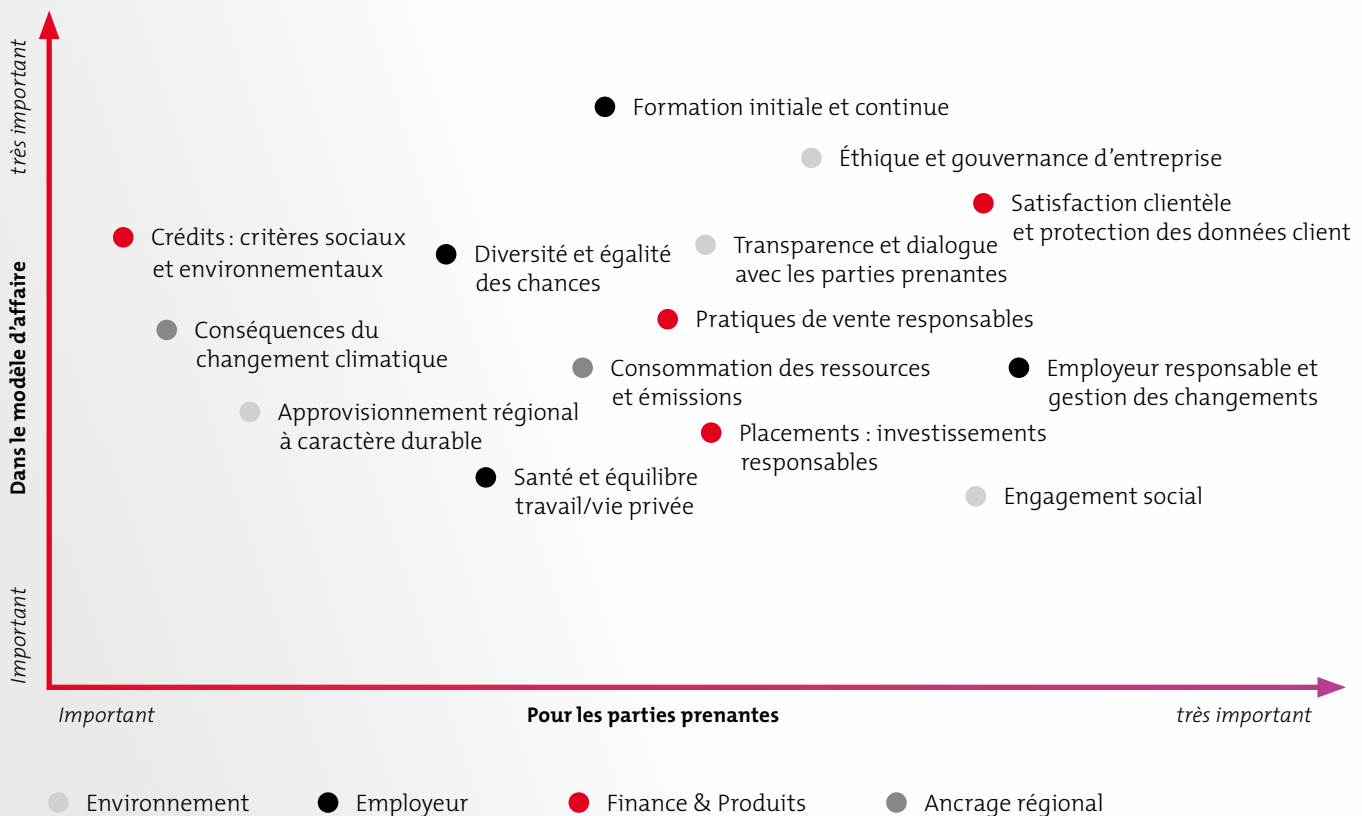 très important
Dans le modèle d'affaire
Important
Formation initiale et continue
Éthique et gouvernance d'entreprise
Satisfaction clientèle
et protection des données client
Crédits : critères sociaux
et environnementaux
Diversité et égalité
des chances
Transparence et dialogue
avec les parties prenantes
Conséquences du
changement climatique
Pratiques de vente responsables
Consommation des ressources
et émissions
Employeur responsable et
gestion des changements
Approvisionnement régional
à caractère durable
Placements : investissements
responsables
Santé et équilibre
travail/vie privée
Engagement social
Important
Pour les parties prenantes
très important
Environnement
Employeur
Finance & Produits
Ancrage régional